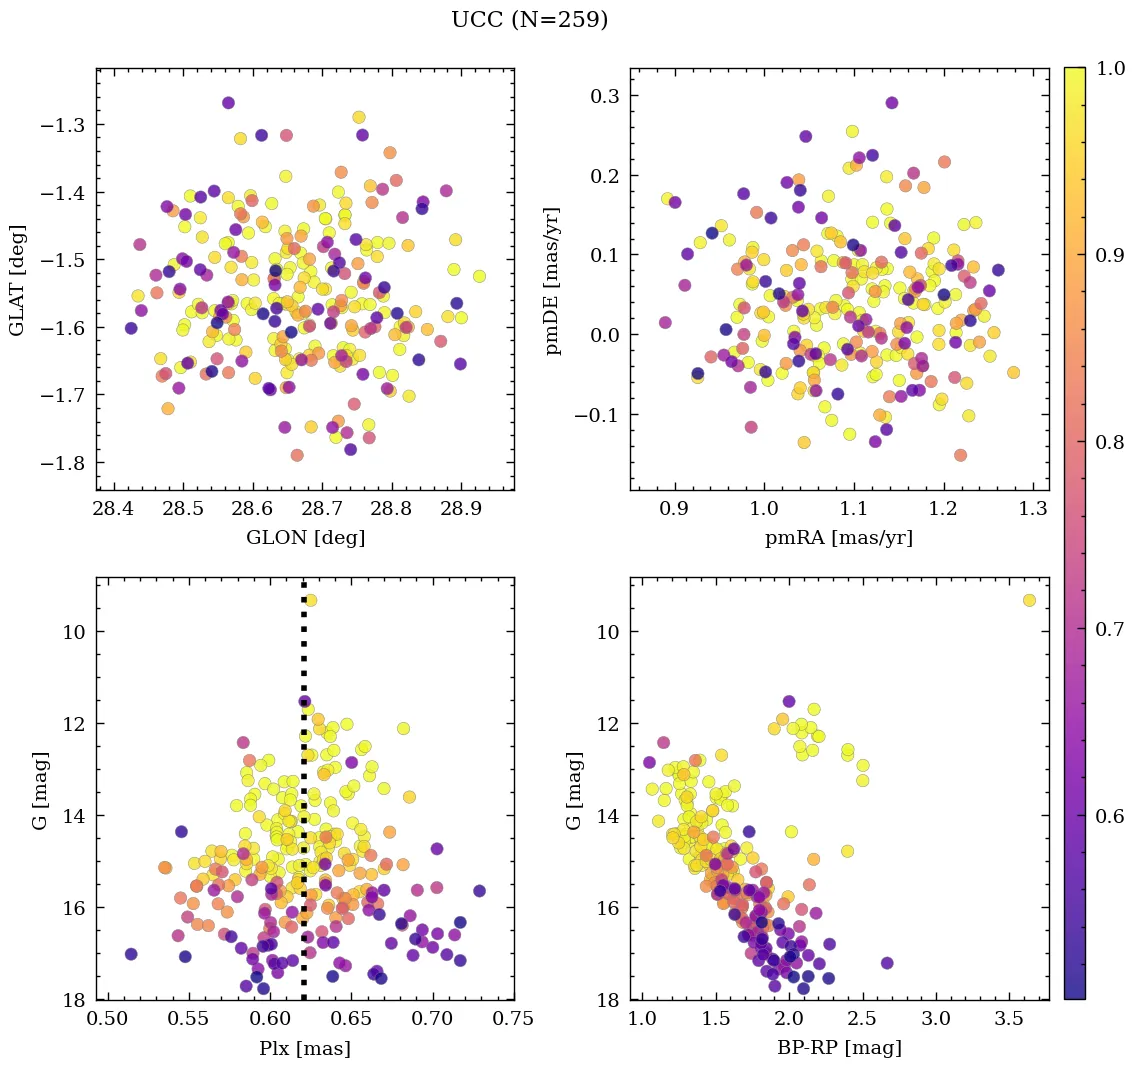 UCC (N=259)
−1.3
−1.4
−1.5
−1.6
−1.7
−1.8
GLAT [deg]
28.4 28.5 28.6 28.7 28.8 28.9
GLON [deg]
0.3
0.2
0.1
0.0
−0.1
pmDE [mas/yr]
0.9 1.0 1.1 1.2 1.3
pmRA [mas/yr]
10
12
14
16
18
G [mag]
0.50 0.55 0.60 0.65 0.70 0.75
Plx [mas]
10
12
14
16
18
G [mag]
1.0 1.5 2.0 2.5 3.0 3.5
BP-RP [mag]
1.0
0.9
0.8
0.7
0.6